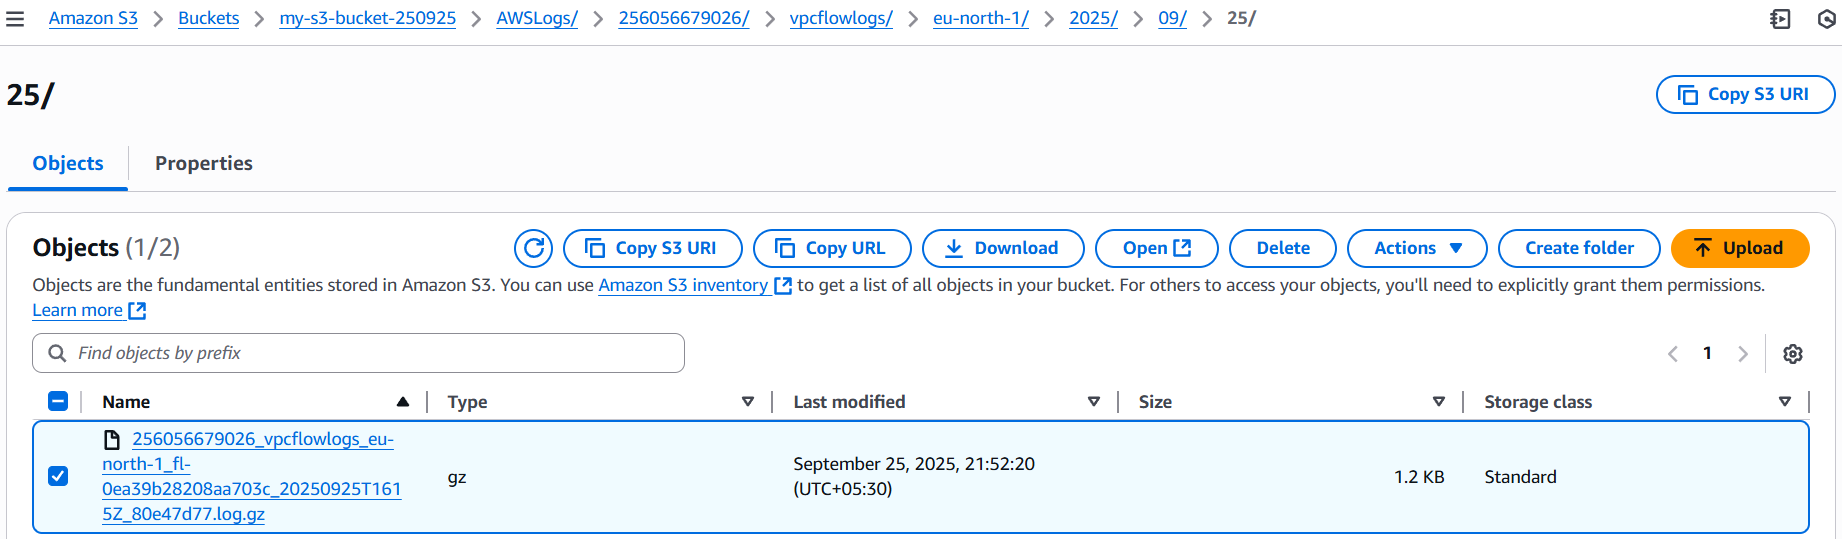 Amazon S3 > Buckets > my-s3-bucket-250925 > AWSLogs/ > 256056679026/ > vpcflowlogs/ > eu-north-1/ > 2025/ > 09/ > 25/
25/
Copy S3 URI
Objects Properties
Objects (1/2) Copy S3 URI Copy URL Download Open Delete Actions Create folder Upload
Objects are the fundamental entities stored in Amazon S3. You can use Amazon S3 inventory to get a list of all objects in your bucket. For others to access your objects, you'll need to explicitly grant them permissions.
Learn more
Find objects by prefix
1
Name Type Last modified Size Storage class
256056679026_vpcflowlogs_eu-
north-1_fl-
0ea39b28208aa703c_20250925T161
5Z_80e47d77.log.gz
gz
September 25, 2025, 21:52:20
(UTC+05:30)
1.2 KB
Standard